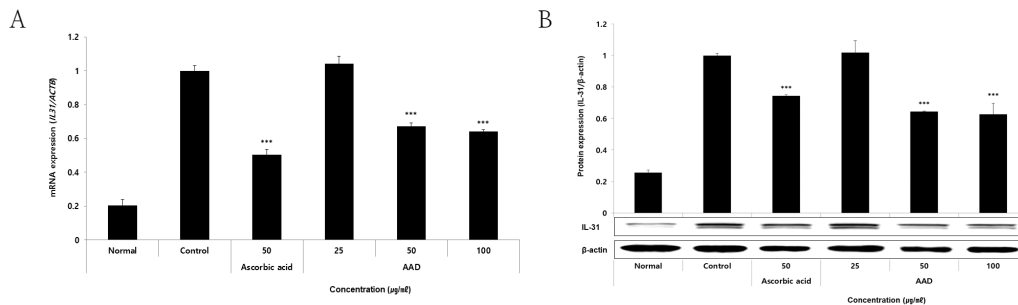 A
mRNA expression (IL31/ACTB)
1.2
1
0.8
0.6
0.4
0.2
0
***
***
***
Normal Control 50 25 50 100
Ascorbic acid AAD
Concentration (㎍/㎖)
B
Protein expression (IL-31/β-actin)
1.2
1
0.8
0.6
0.4
0.2
0
***
***
***
IL-31
β-actin
Normal Control 50 25 50 100
Ascorbic acid AAD
Concentration (㎍/㎖)